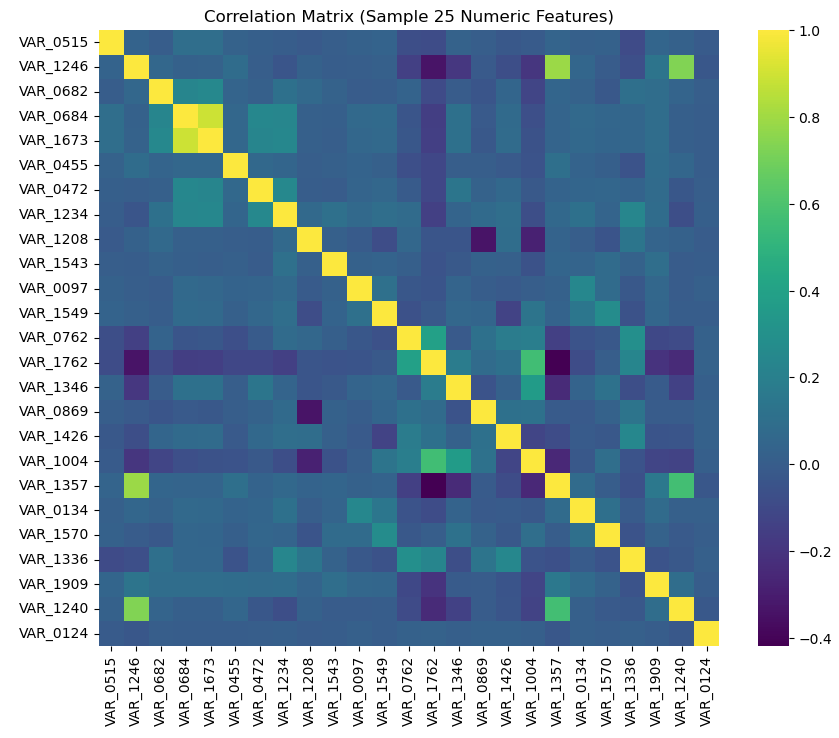 Correlation Matrix (Sample 25 Numeric Features)
VAR_0515
VAR_1246
VAR_0682
VAR_0684
VAR_1673
VAR_0455
VAR_0472
VAR_1234
VAR_1208
VAR_1543
VAR_0097
VAR_1549
VAR_0762
VAR_1762
VAR_1346
VAR_0869
VAR_1426
VAR_1004
VAR_1357
VAR_0134
VAR_1570
VAR_1336
VAR_1909
VAR_1240
VAR_0124
VAR_0515
VAR_1246
VAR_0682
VAR_0684
VAR_1673
VAR_0455
VAR_0472
VAR_1234
VAR_1208
VAR_1543
VAR_0097
VAR_1549
VAR_0762
VAR_1762
VAR_1346
VAR_0869
VAR_1426
VAR_1004
VAR_1357
VAR_0134
VAR_1570
VAR_1336
VAR_1909
VAR_1240
VAR_0124
1.0
0.8
0.6
0.4
0.2
0.0
−0.2
−0.4